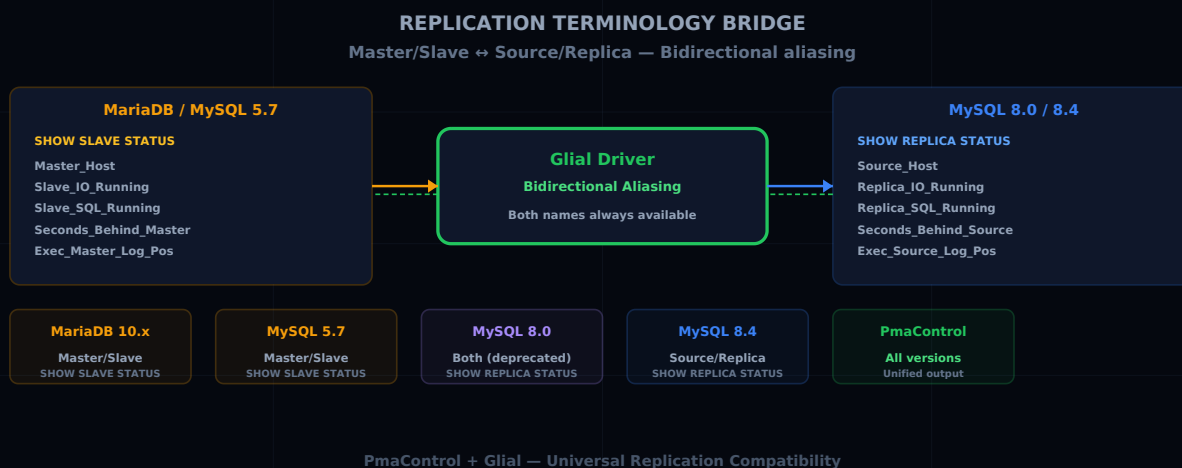 REPLICATION TERMINOLOGY BRIDGE
Master/Slave ↔ Source/Replica — Bidirectional aliasing
MariaDB / MySQL 5.7
SHOW SLAVE STATUS
Master_Host
Slave_IO_Running
Slave_SQL_Running
Seconds_Behind_Master
Exec_Master_Log_Pos
Glial Driver
Bidirectional Aliasing
Both names always available
MySQL 8.0 / 8.4
SHOW REPLICA STATUS
Source_Host
Replica_IO_Running
Replica_SQL_Running
Seconds_Behind_Source
Exec_Source_Log_Pos
MariaDB 10.x
Master/Slave
SHOW SLAVE STATUS
MySQL 5.7
Master/Slave
SHOW SLAVE STATUS
MySQL 8.0
Both (deprecated)
SHOW REPLICA STATUS
MySQL 8.4
Source/Replica
SHOW REPLICA STATUS
PmaControl
All versions
Unified output
PmaControl + Glial — Universal Replication Compatibility